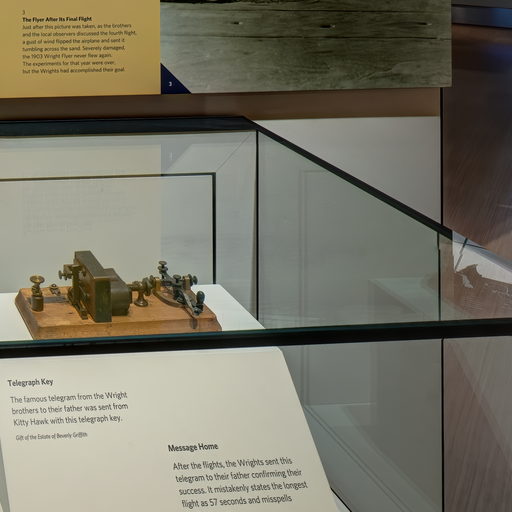 3
The Flyer After Its Final Flight
Just after this picture was taken, as the brothers
and the local observers discussed the fourth flight,
a gust of wind flipped the airplane and sent it
tumbling across the sand. Severely damaged,
the 1903 Wright Flyer never flew again.
The experiments for that year were over,
but the Wrights had accomplished their goal.
3
Telegraph Key
The famous telegram from the Wright
brothers to their father was sent from
Kitty Hawk with this telegraph key.
Gift of the Estate of Beverly Griffith
Message Home
After the flights, the Wrights sent this
telegram to their father confirming their
success. It mistakenly states the longest
flight as 57 seconds and misspells